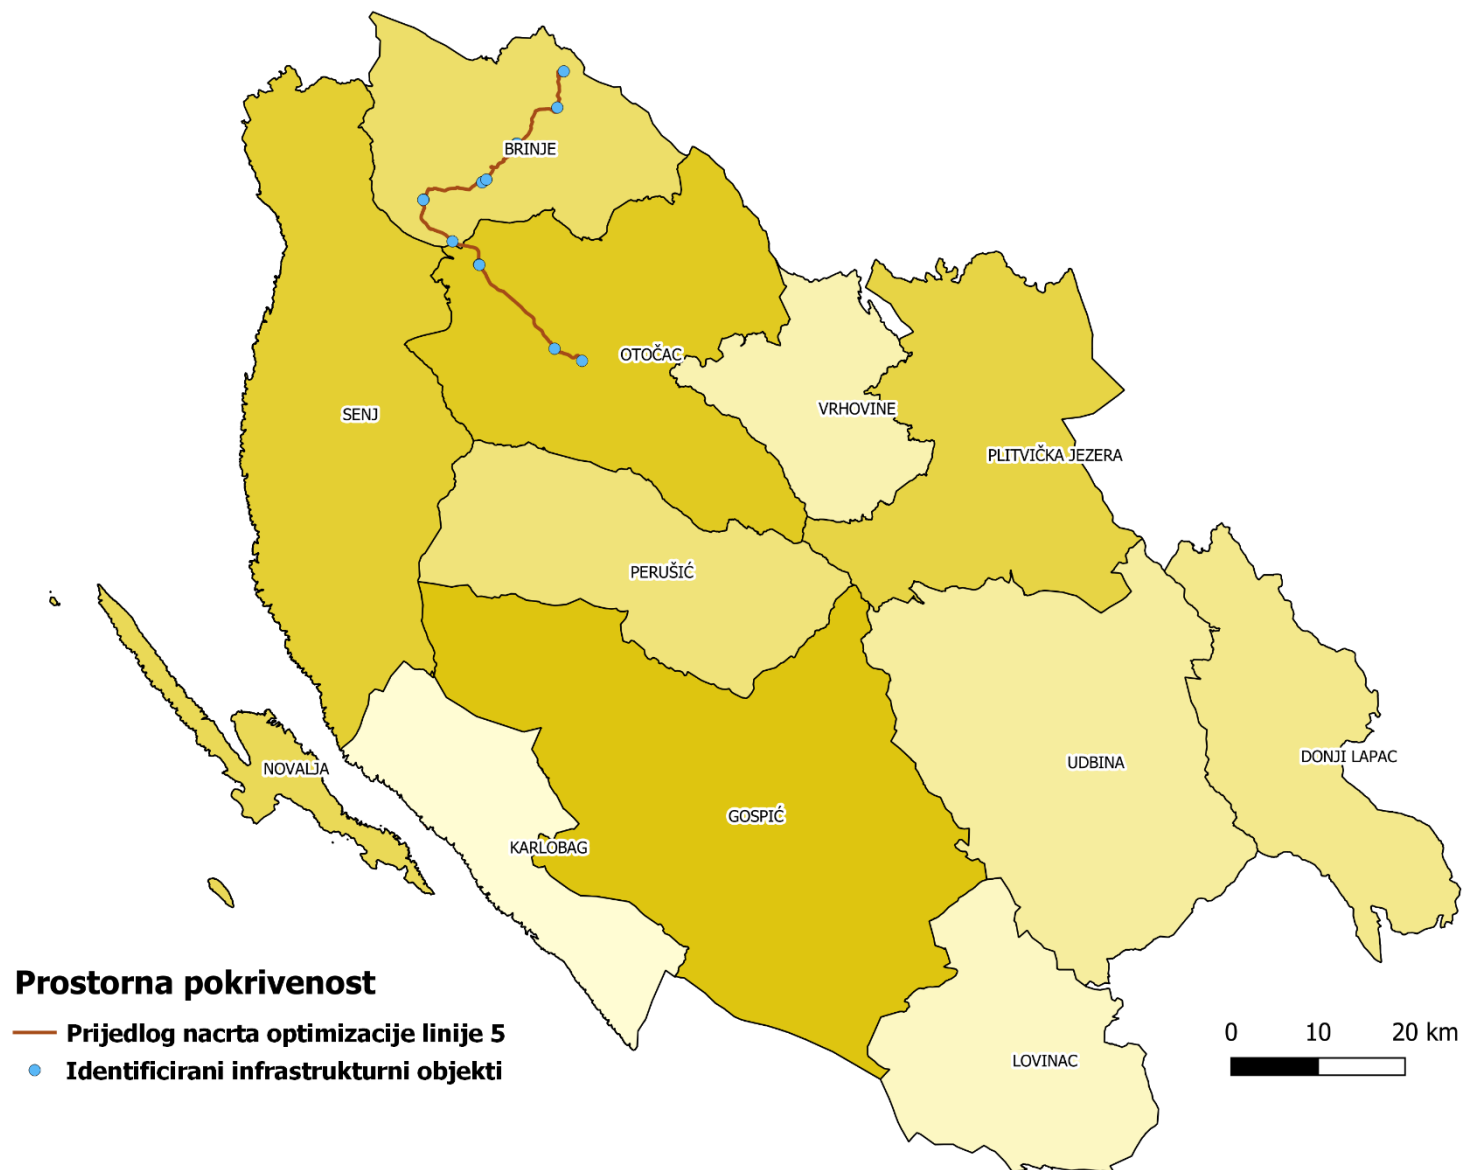 BRINJE
OTOČAC
SENJ
VRHOVINE
PLITVIČKA JEZERA
PERUŠIĆ
NOVALJA
UDBINA
DONJI LAPAC
GOSPIĆ
KARLOBAG
LOVINAC
Prostorna pokrivenost
Prijedlog nacrta optimizacije linije 5
Identificirani infrastrukturni objekti
0 10 20 km